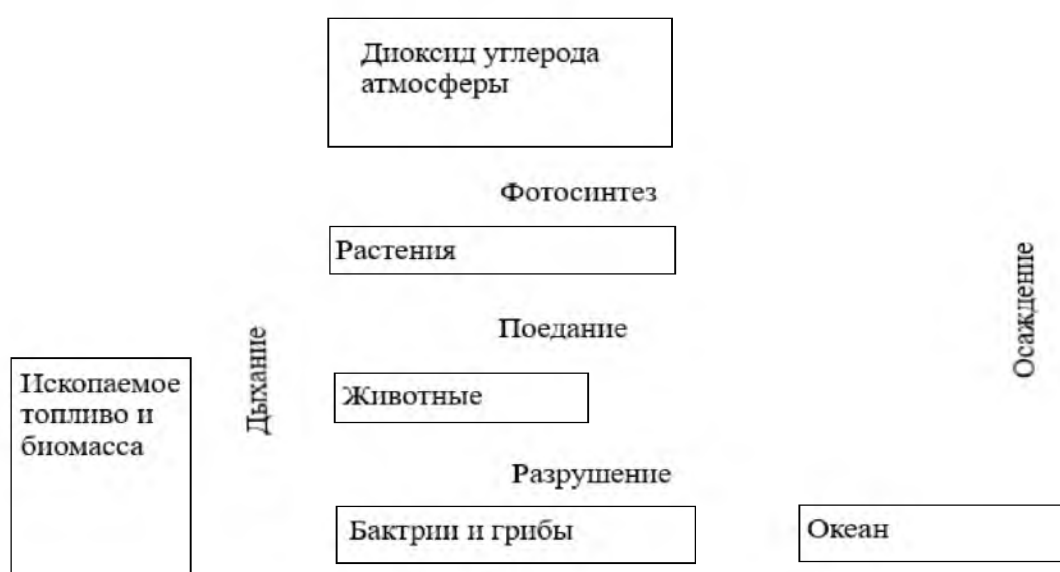 Диоксид углерода
атмосферы
Фотосинтез
Растения
Поедание
Дыхание
Осаждение
Ископаемое
топливо и
биомасса
Животные
Разрушение
Бактрии и грибы
Океан